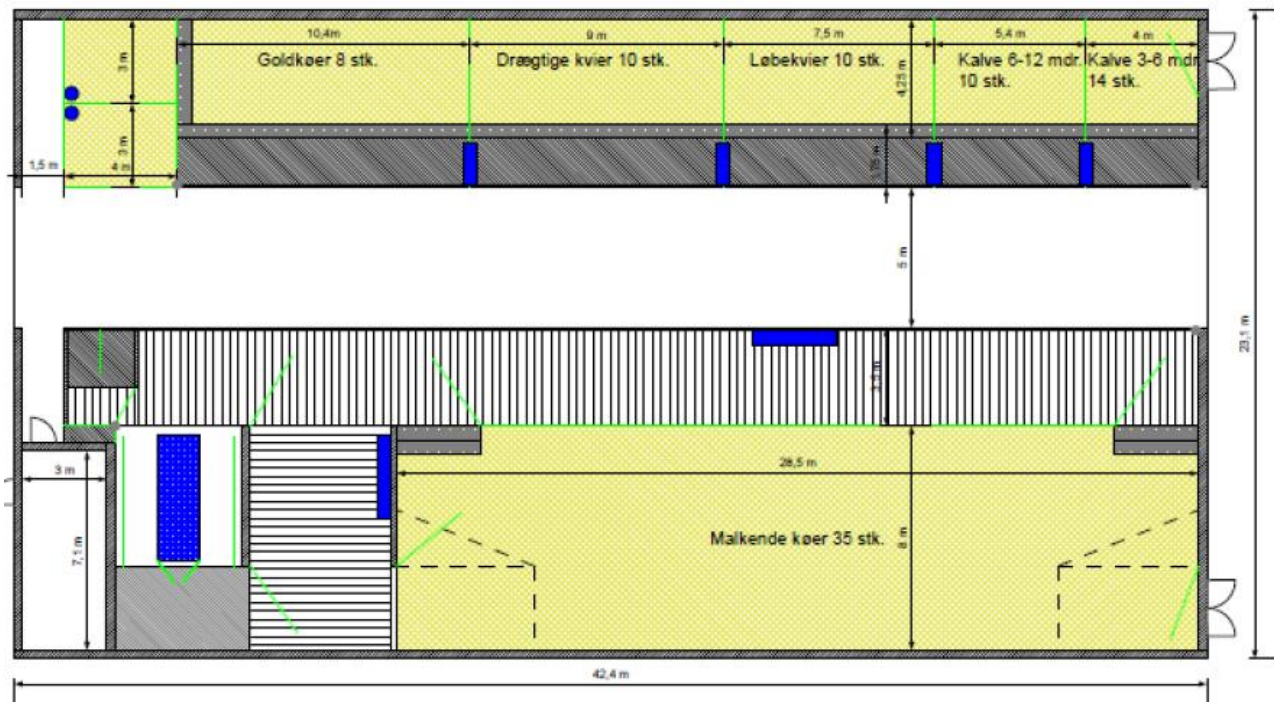 10,4m
9 m
7,5 m
5,4 m
4 m
Goldkøer 8 stk.
Drægtige kvier 10 stk.
Løbekvier 10 stk.
Kalve 6-12 mdr.
10 stk.
Kalve 3-6 mdr
14 stk.
3 m
4,25 m
3 m
1,5 m
4 m
1,75 m
5 m
23,1 m
3,5 m
28,5 m
3 m
7,1 m
Malkende køer 35 stk.
8 m
42,4 m